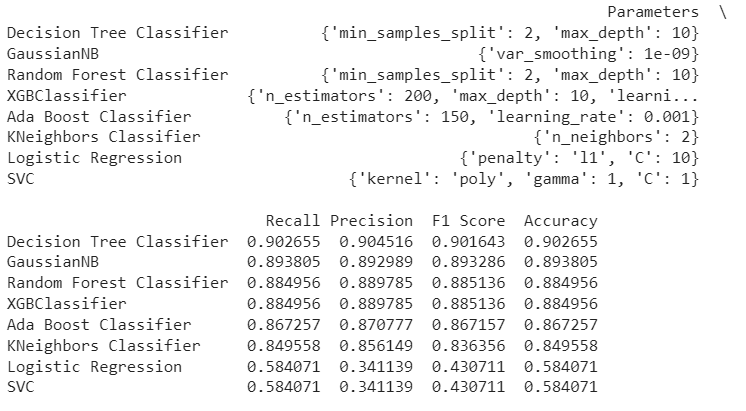 Parameters \
Decision Tree Classifier {'min_samples_split': 2, 'max_depth': 10}
GaussianNB {'var_smoothing': 1e-09}
Random Forest Classifier {'min_samples_split': 2, 'max_depth': 10}
XGBClassifier {'n_estimators': 200, 'max_depth': 10, 'learni...
Ada Boost Classifier {'n_estimators': 150, 'learning_rate': 0.001}
KNeighbors Classifier {'n_neighbors': 2}
Logistic Regression {'penalty': 'l1', 'C': 10}
SVC {'kernel': 'poly', 'gamma': 1, 'C': 1}
Recall Precision F1 Score Accuracy
Decision Tree Classifier 0.902655 0.904516 0.901643 0.902655
GaussianNB 0.893805 0.892989 0.893286 0.893805
Random Forest Classifier 0.884956 0.889785 0.885136 0.884956
XGBClassifier 0.884956 0.889785 0.885136 0.884956
Ada Boost Classifier 0.867257 0.870777 0.867157 0.867257
KNeighbors Classifier 0.849558 0.856149 0.836356 0.849558
Logistic Regression 0.584071 0.341139 0.430711 0.584071
SVC 0.584071 0.341139 0.430711 0.584071